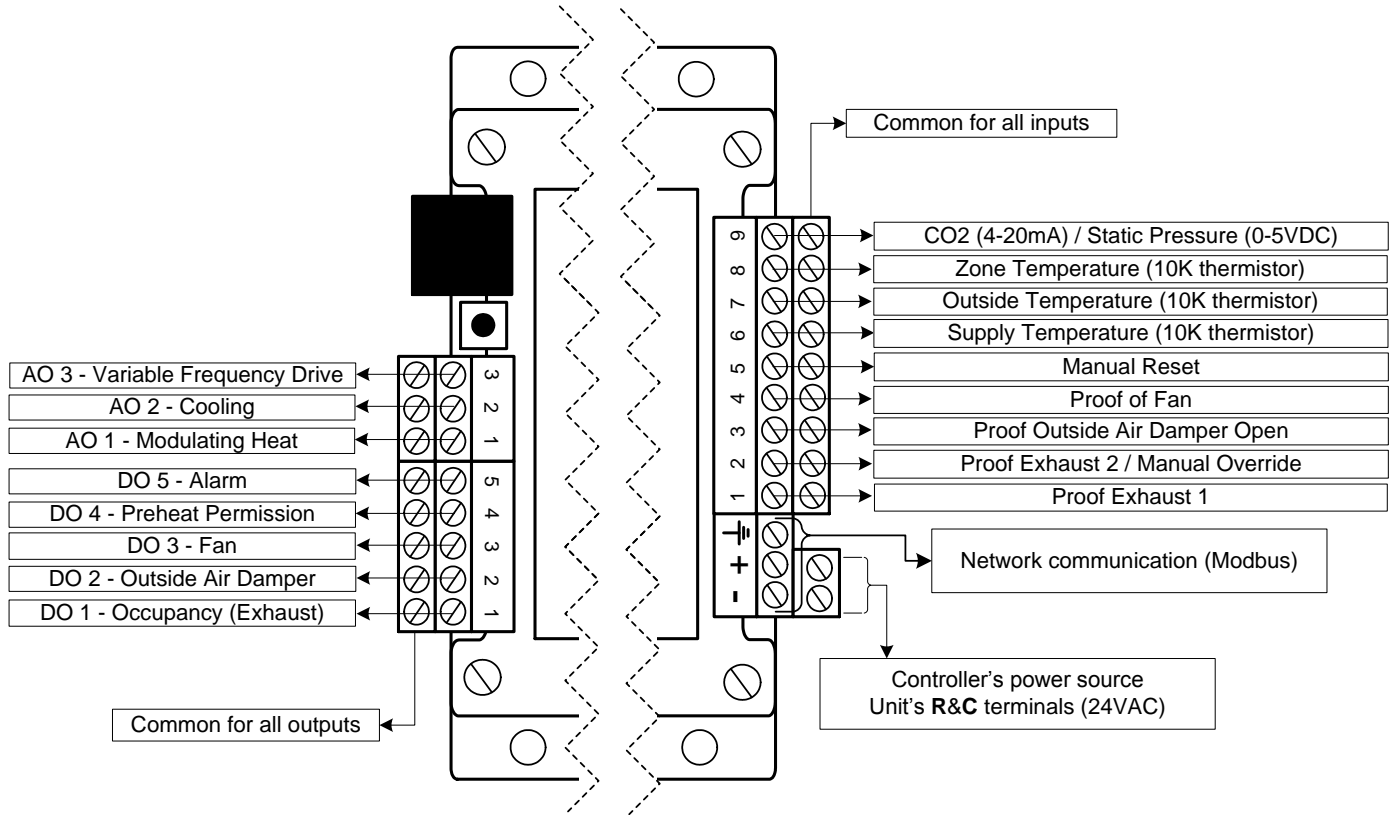 Common for all inputs
9
CO2 (4-20mA) / Static Pressure (0-5VDC)
8
Zone Temperature (10K thermistor)
7
Outside Temperature (10K thermistor)
6
Supply Temperature (10K thermistor)
5
Manual Reset
4
Proof of Fan
3
Proof Outside Air Damper Open
2
Proof Exhaust 2 / Manual Override
1
Proof Exhaust 1
AO 3 - Variable Frequency Drive
3
AO 2 - Cooling
2
AO 1 - Modulating Heat
1
DO 5 - Alarm
5
DO 4 - Preheat Permission
4
DO 3 - Fan
3
DO 2 - Outside Air Damper
2
DO 1 - Occupancy (Exhaust)
1
+
-
Network communication (Modbus)
Controller's power source
Unit's R&C terminals (24VAC)
Common for all outputs